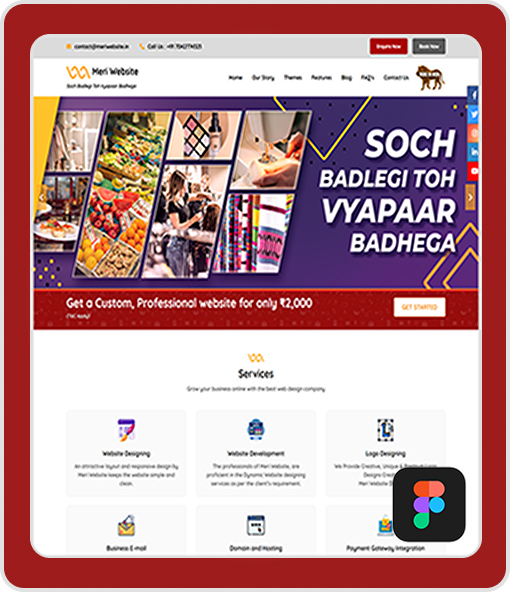 contact@meriwebsite.in Call Us : +91 7042774525 Enquire Now Book Now
Meri Website
Soch Badlegi Toh Vyapaar Badhega
Home Our Story Themes Features Blog FAQ's Contact Us
SOCH
BADLEGI TOH
VYAPAAR
BADHEGA
Get a Custom, Professional website for only ₹2,000
(T&C Apply)
GET STARTED
Services
Grow your business online with the best web design company.
Website Designing
An attractive layout and responsive design by
Meri Website keeps the website simple and
clean.
Website Development
The professionals of Meri Website, are
proficient in the Dynamic Website designing
services as per the client's requirement.
Logo Designing
We Provide Creative, Unique &
Designs
Meri Website
Business E-mail
Domain and Hosting
Payment Gateway Integration